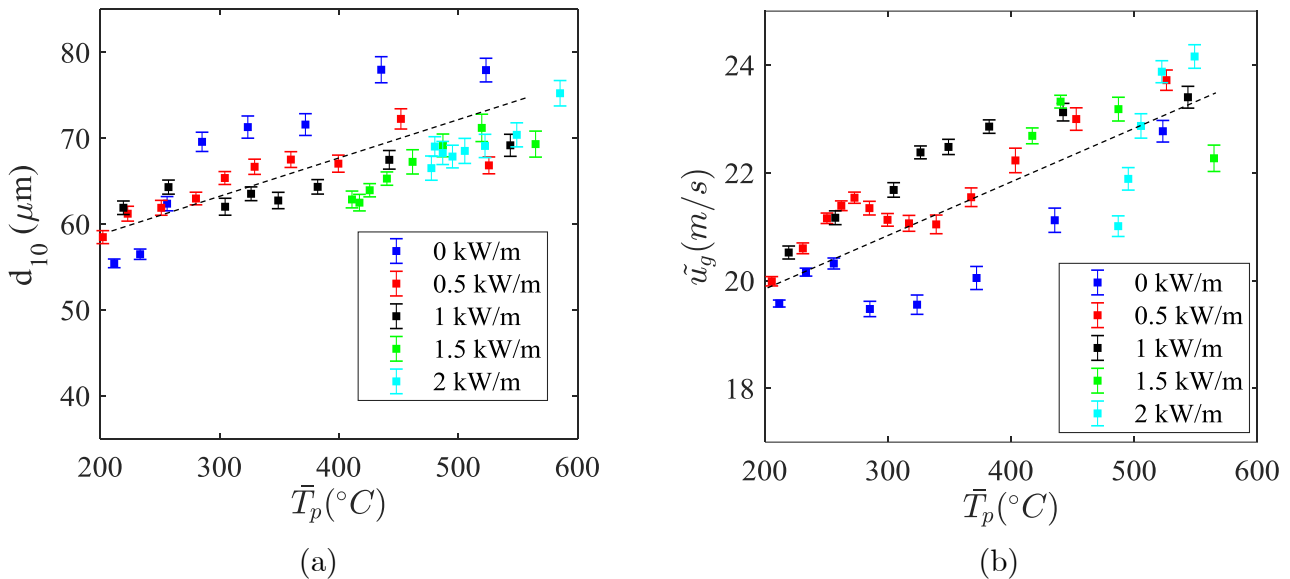 80
70
60
50
40
d10 (μm)
0 kW/m
0.5 kW/m
1 kW/m
1.5 kW/m
2 kW/m
200 300 400 500 600
T̄p(°C)
(a)
24
22
20
18
ũg(m/s)
0 kW/m
0.5 kW/m
1 kW/m
1.5 kW/m
2 kW/m
200 300 400 500 600
T̄p(°C)
(b)